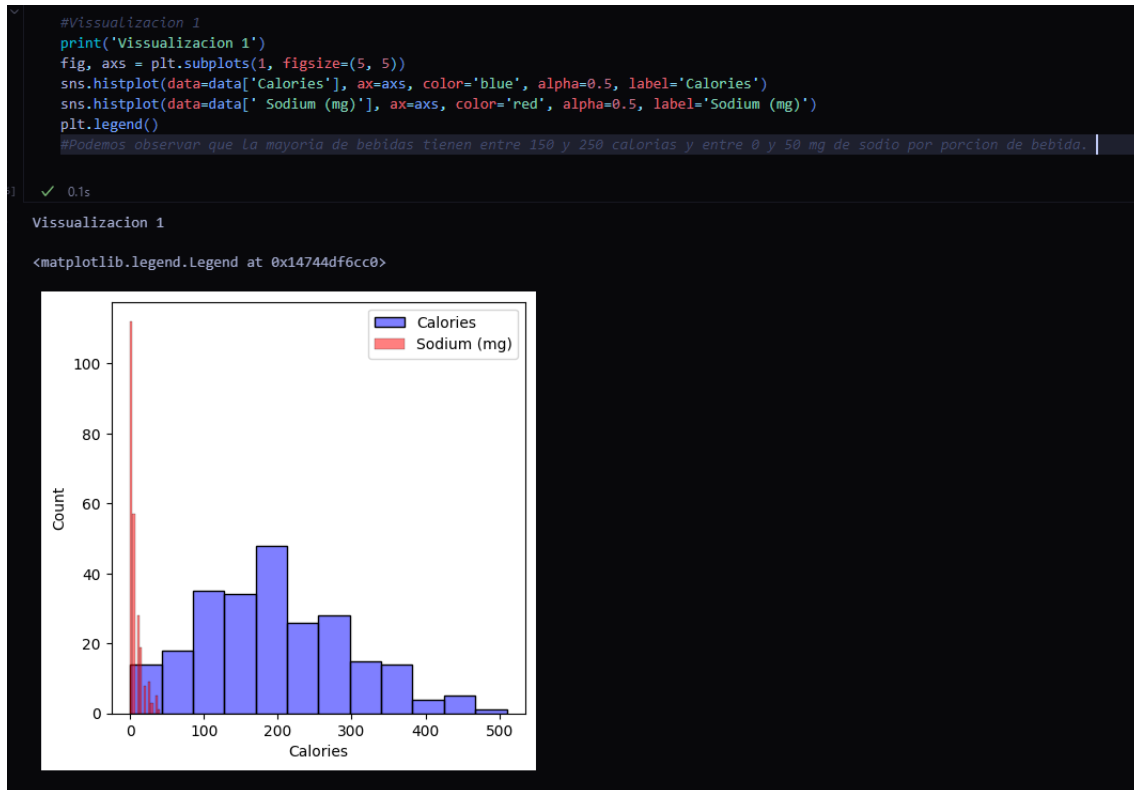 #Vissualizacion 1
print('Vissualizacion 1')
fig, axs = plt.subplots(1, figsize=(5, 5))
sns.histplot(data=data['Calories'], ax=axs, color='blue', alpha=0.5, label='Calories')
sns.histplot(data=data[' Sodium (mg)'], ax=axs, color='red', alpha=0.5, label='Sodium (mg)')
plt.legend()
#Podemos observar que la mayoria de bebidas tienen entre 150 y 250 calorias y entre 0 y 50 mg de sodio por porcion de bebida.
✓ 0.1s
Vissualizacion 1
<matplotlib.legend.Legend at 0x14744df6cc0>
Calories
Sodium (mg)
100
80
60
40
20
0
Count
0 100 200 300 400 500
Calories